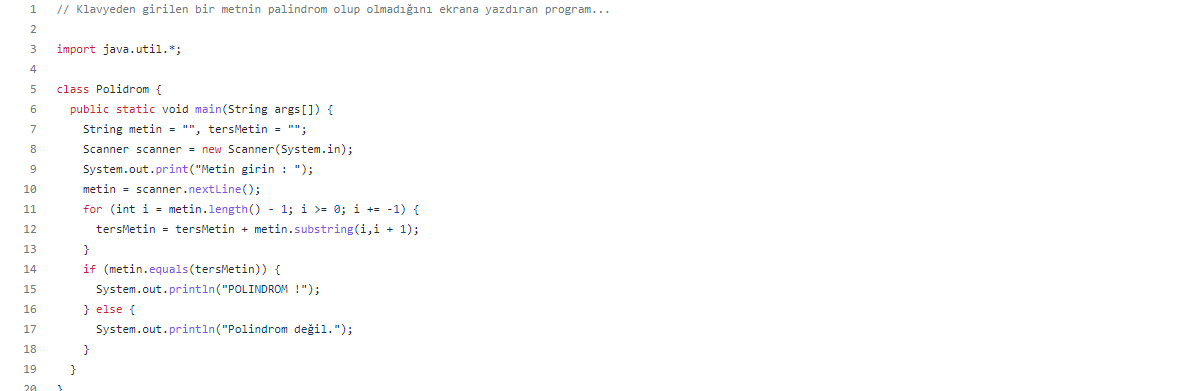 1 // Klavyeden girilen bir metnin palindrom olup olmadığını ekrana yazdıran program...
2
3 import java.util.*;
4
5 class Polidrom {
6 public static void main(String args[]) {
7 String metin = "", tersMetin = "";
8 Scanner scanner = new Scanner(System.in);
9 System.out.print("Metin girin : ");
10 metin = scanner.nextLine();
11 for (int i = metin.length() - 1; i >= 0; i += -1) {
12 tersMetin = tersMetin + metin.substring(i,i + 1);
13 }
14 if (metin.equals(tersMetin)) {
15 System.out.println("POLINDROM !");
16 } else {
17 System.out.println("Polindrom değil.");
18 }
19 }
20 }